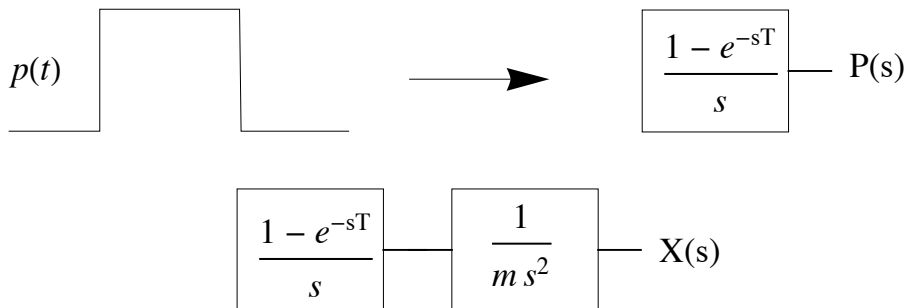 p(t)
1 − e^{−sT}
s
P(s)
1 − e^{−sT}
s
1
m s^2
X(s)